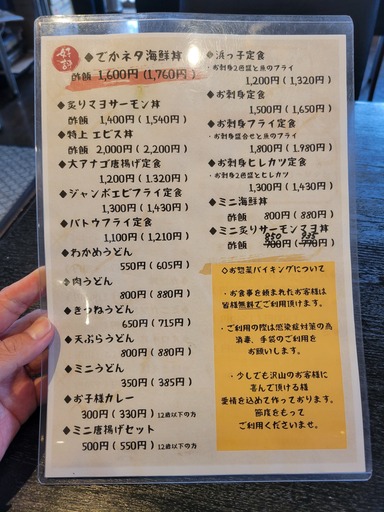 好評
◆でかネタ海鮮丼
酢飯 1,600円(1,760円)
◆炙りマヨサーモン丼
酢飯 1,400円(1,540円)
◆特上エビス丼
酢飯 2,000円(2,200円)
◆大アナゴ唐揚げ定食
1,200円(1.320円)
◆ジャンボエビフライ定食
1,300円(1,430円)
◆バトウフライ定食
1,100円(1,210円)
◆わかめうどん
550円(605円)
◆肉うどん
800円(880円)
◆きつねうどん
650円(715円)
◆天ぷらうどん
800円(880円)
◆ミニうどん
350円(385円)
◆お子様カレー
300円(330円)12歳以下の方
◆ミニ唐揚げセット
500円(550円)12歳以下の方
◆浜っ子定食
・お刺身2種盛と魚のフライ
1,200円(1,320円)
◆お刺身定食
1,500円(1,650円)
◆お刺身フライ定食
・お刺身盛合せと魚のフライ
1,800円(1.980円)
◆お刺身ヒレカツ定食
・お刺身2種盛とヒレカツ
1,300円(1,430円)
◆ミニ海鮮丼
酢飯 800円(880円)
◆ミニ炙りサーモンマヨ丼
850 935
酢飯 700円(770円)
◇お惣菜バイキングについて
・お食事を頼まれたお客様は
皆様無料でご利用頂けます。
・ご利用の際は感染症対策の為
消毒、手袋のご利用を
お願いします。
・少しでも沢山のお客様に
喜んで頂ける様
愛情を込めて作っております。
節度をもって
ご利用くださいませ。